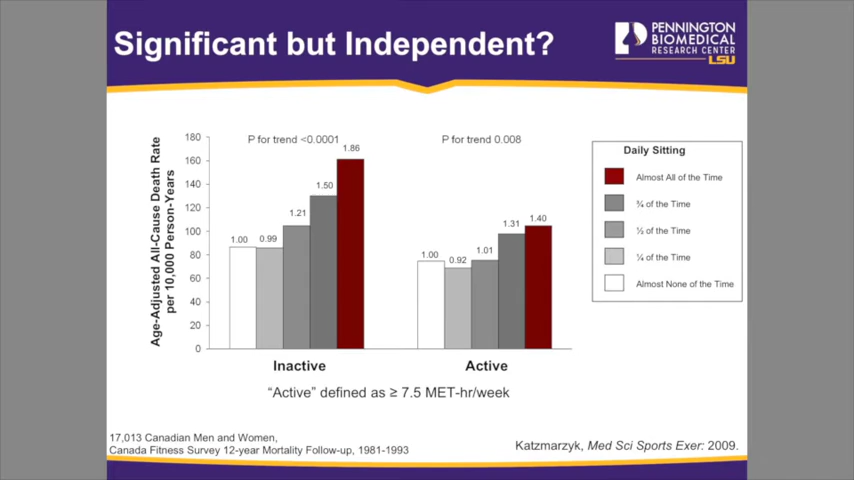 Significant but Independent?
PENNINGTON
BIOMEDICAL
RESEARCH CENTER
LSU
Age-Adjusted All-Cause Death Rate
per 10,000 Person-Years
180
160
140
120
100
80
60
40
20
0
P for trend <0.0001
1.00
0.99
1.21
1.50
1.86
P for trend 0.008
1.00
0.92
1.01
1.31
1.40
Inactive
Active
"Active" defined as ≥ 7.5 MET-hr/week
Daily Sitting
Almost All of the Time
¾ of the Time
½ of the Time
¼ of the Time
Almost None of the Time
17,013 Canadian Men and Women,
Canada Fitness Survey 12-year Mortality Follow-up, 1981-1993
Katzmarzyk, Med Sci Sports Exer: 2009.